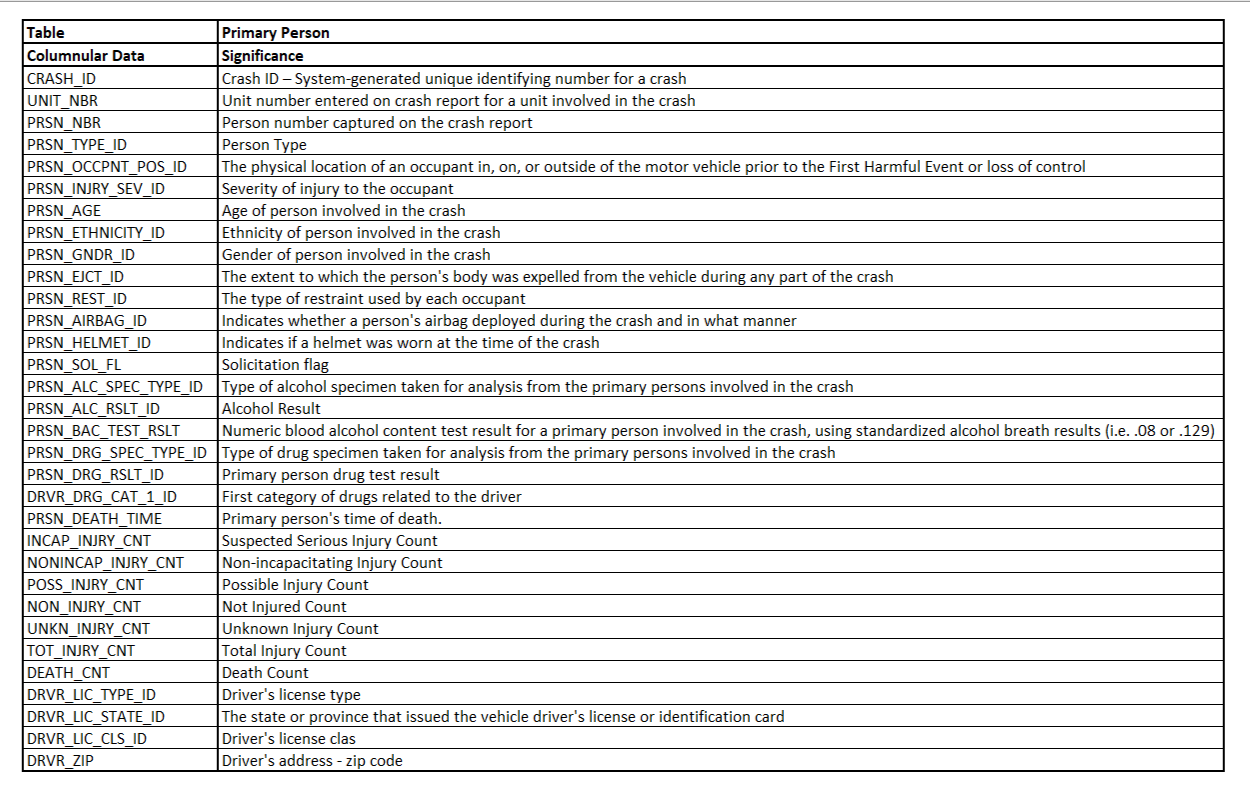 Table Primary Person
Columnular Data Significance
CRASH_ID Crash ID – System-generated unique identifying number for a crash
UNIT_NBR Unit number entered on crash report for a unit involved in the crash
PRSN_NBR Person number captured on the crash report
PRSN_TYPE_ID Person Type
PRSN_OCCPNT_POS_ID The physical location of an occupant in, on, or outside of the motor vehicle prior to the First Harmful Event or loss of control
PRSN_INJRY_SEV_ID Severity of injury to the occupant
PRSN_AGE Age of person involved in the crash
PRSN_ETHNICITY_ID Ethnicity of person involved in the crash
PRSN_GNDR_ID Gender of person involved in the crash
PRSN_EJCT_ID The extent to which the person's body was expelled from the vehicle during any part of the crash
PRSN_REST_ID The type of restraint used by each occupant
PRSN_AIRBAG_ID Indicates whether a person's airbag deployed during the crash and in what manner
PRSN_HELMET_ID Indicates if a helmet was worn at the time of the crash
PRSN_SOL_FL Solicitation flag
PRSN_ALC_SPEC_TYPE_ID Type of alcohol specimen taken for analysis from the primary persons involved in the crash
PRSN_ALC_RSLT_ID Alcohol Result
PRSN_BAC_TEST_RSLT Numeric blood alcohol content test result for a primary person involved in the crash, using standardized alcohol breath results (i.e. .08 or .129)
PRSN_DRG_SPEC_TYPE_ID Type of drug specimen taken for analysis from the primary persons involved in the crash
PRSN_DRG_RSLT_ID Primary person drug test result
DRVR_DRG_CAT_1_ID First category of drugs related to the driver
PRSN_DEATH_TIME Primary person's time of death.
INCAP_INJRY_CNT Suspected Serious Injury Count
NONINCAP_INJRY_CNT Non-incapacitating Injury Count
POSS_INJRY_CNT Possible Injury Count
NON_INJRY_CNT Not Injured Count
UNKN_INJRY_CNT Unknown Injury Count
TOT_INJRY_CNT Total Injury Count
DEATH_CNT Death Count
DRVR_LIC_TYPE_ID Driver's license type
DRVR_LIC_STATE_ID The state or province that issued the vehicle driver's license or identification card
DRVR_LIC_CLS_ID Driver's license clas
DRVR_ZIP Driver's address - zip code